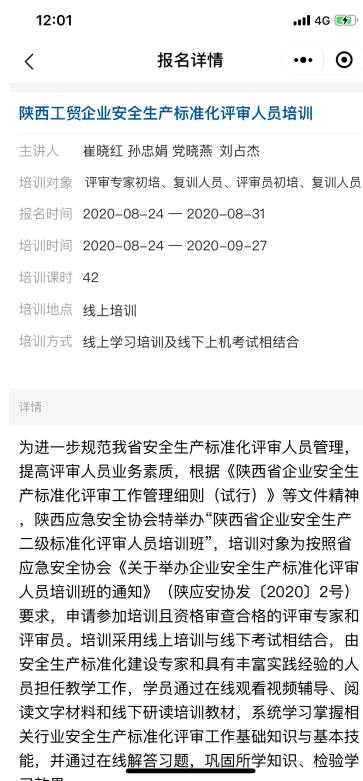 12:01
4G
报名详情
陕西工贸企业安全生产标准化评审人员培训
主讲人 崔晓红 孙忠娟 党晓燕 刘占杰
培训对象 评审专家初培、复训人员、评审员初培、复训人员
报名时间 2020-08-24 — 2020-08-31
培训时间 2020-08-24 — 2020-09-27
培训课时 42
培训地点 线上培训
培训方式 线上学习培训及线下上机考试相结合
详情
为进一步规范我省安全生产标准化评审人员管理，
提高评审人员业务素质，根据《陕西省企业安全生
产标准化评审工作管理细则（试行）》等文件精神
，陕西应急安全协会特举办“陕西省企业安全生产
二级标准化评审人员培训班”，培训对象为按照省
应急安全协会《关于举办企业安全生产标准化评审
人员培训班的通知》（陕应安协发〔2020〕2号）
要求，申请参加培训且资格审查合格的评审专家和
评审员。培训采用线上培训与线下考试相结合，由
安全生产标准化建设专家和具有丰富实践经验的人
员担任教学工作，学员通过在线观看视频辅导、阅
读文字材料和线下研读培训教材，系统学习掌握相
关行业安全生产标准化评审工作基础知识与基本技
能，并通过在线解答习题，巩固所学知识、检验学